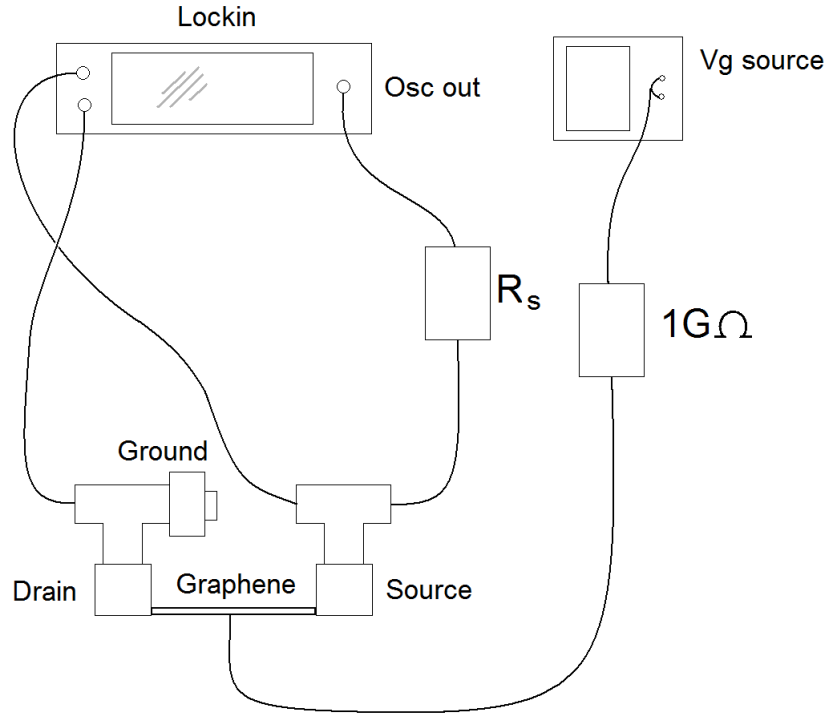 Lockin
Osc out
Vg source
Rs
1GΩ
Ground
Drain
Graphene
Source